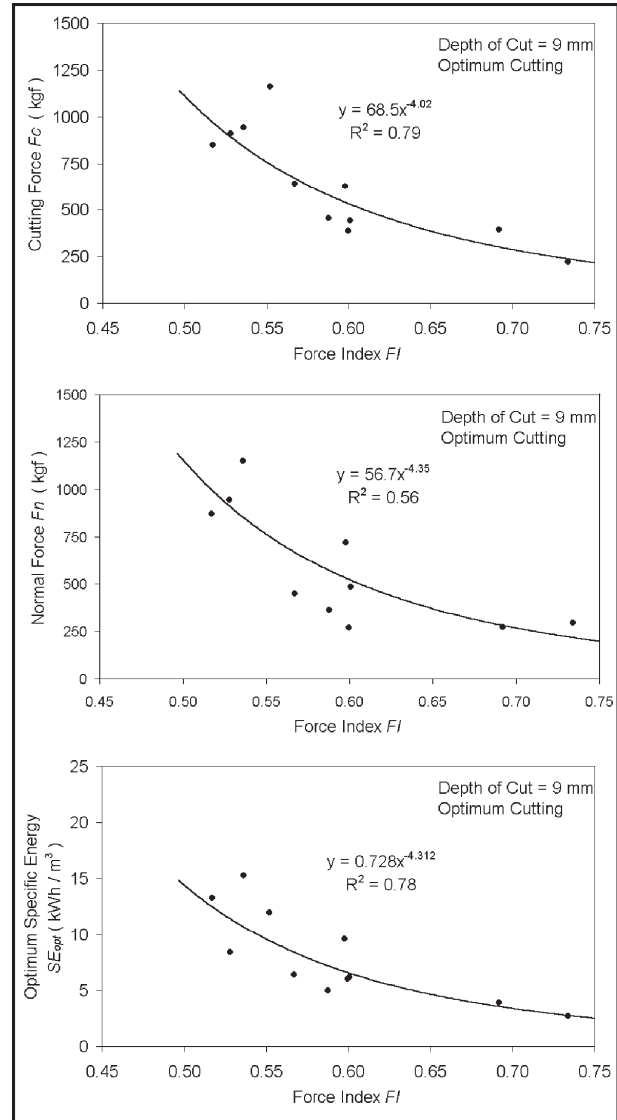 1500
1250
1000
750
500
250
0
Cutting Force Fc ( kgf )
Depth of Cut = 9 mm
Optimum Cutting
y = 68.5x^-4.02
R² = 0.79
0.45 0.50 0.55 0.60 0.65 0.70 0.75
Force Index FI
1500
1250
1000
750
500
250
0
Normal Force Fn ( kgf )
Depth of Cut = 9 mm
Optimum Cutting
y = 56.7x^-4.35
R² = 0.56
0.45 0.50 0.55 0.60 0.65 0.70 0.75
Force Index FI
25
20
15
10
5
0
Optimum Specific Energy
SEopt ( kWh / m³ )
Depth of Cut = 9 mm
Optimum Cutting
y = 0.728x^-4.312
R² = 0.78
0.45 0.50 0.55 0.60 0.65 0.70 0.75
Force Index FI